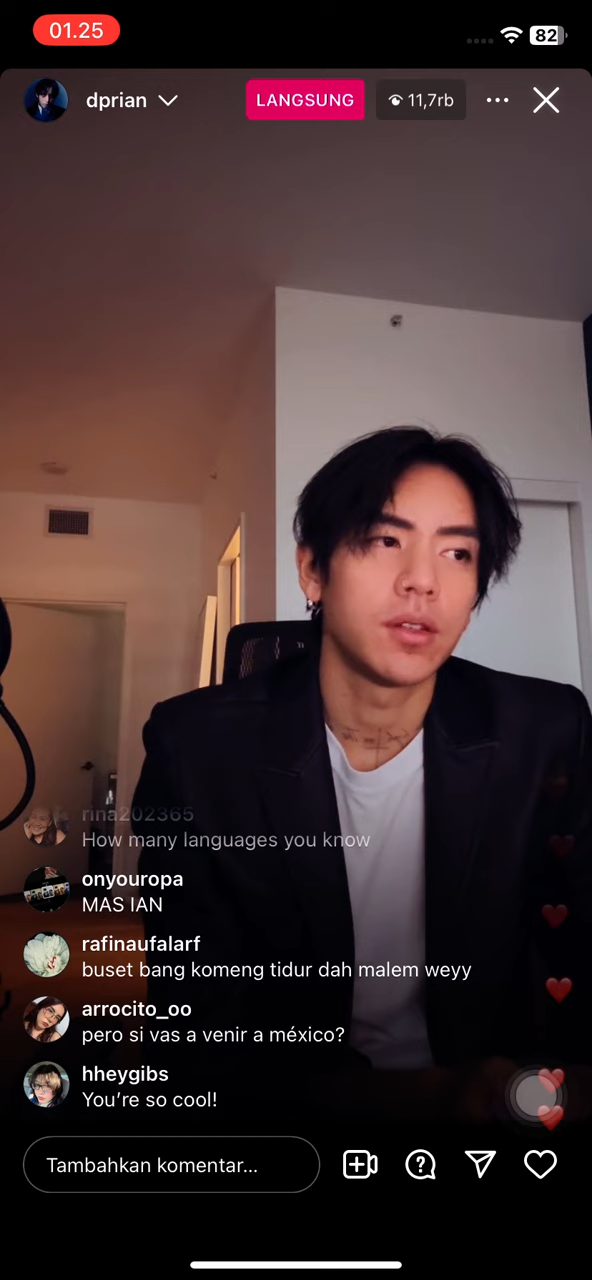 01.25
82
dprian
LANGSUNG
11,7rb
rina202365
How many languages you know
onyouropa
MAS IAN
rafinaufalarf
buset bang komeng tidur dah malem weyy
arrocito_oo
pero si vas a venir a méxico?
hheygibs
You're so cool!
Tambahkan komentar...